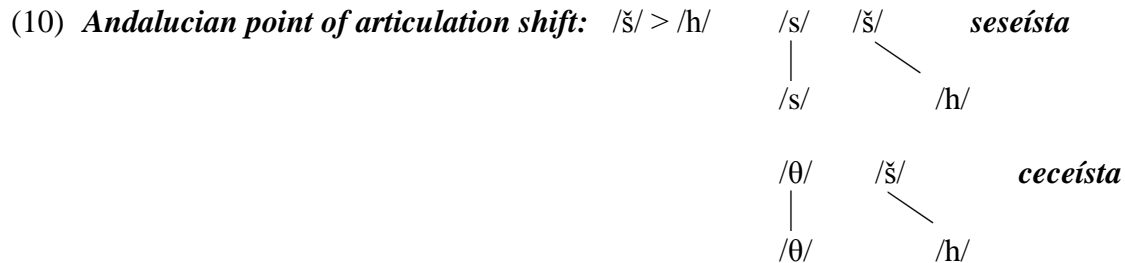 (10) Andalucian point of articulation shift: /š/ > /h/ /s/ /š/ seseísta
/s/ /h/
/θ/ /š/ ceceísta
/θ/ /h/